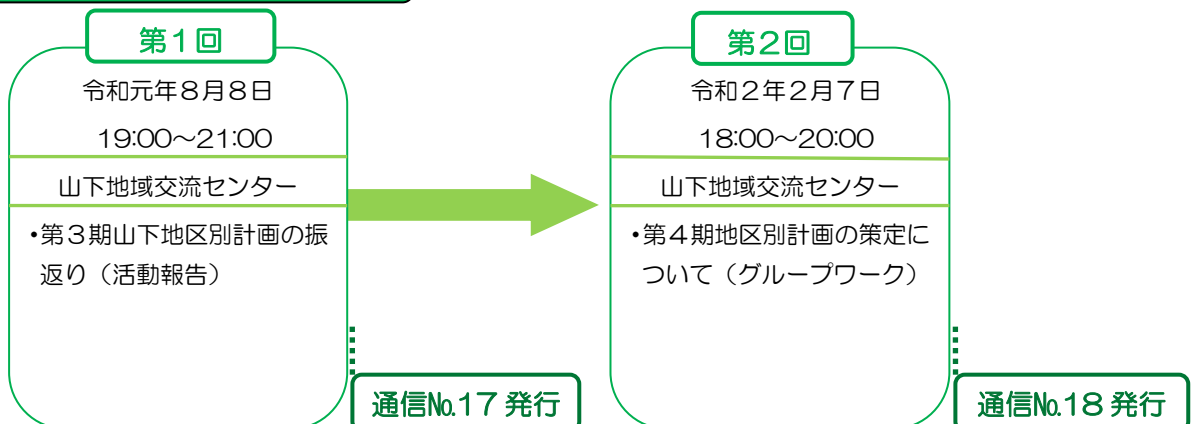 第1回
令和元年8月8日
19:00～21:00
山下地域交流センター
・第3期山下地区別計画の振
返り（活動報告）
通信№17発行
第2回
令和2年2月7日
18:00～20:00
山下地域交流センター
・第4期地区別計画の策定に
ついて（グループワーク）
通信№18発行